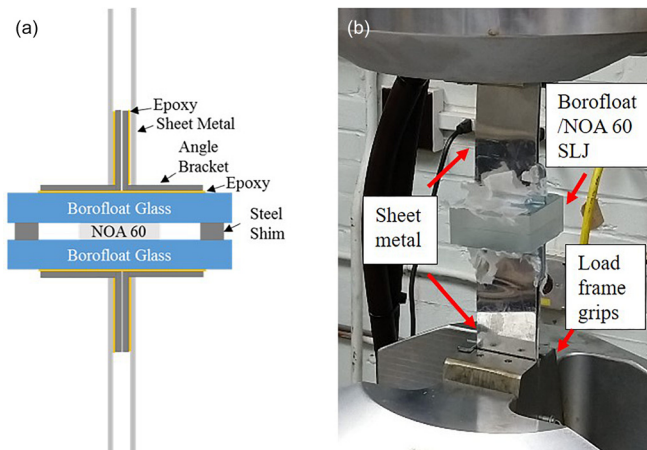 (a)
Epoxy
Sheet Metal
Angle
Bracket
Epoxy
Borofloat Glass
Steel
Shim
NOA 60
Borofloat Glass
(b)
Borofloat
/NOA 60
SLJ
Sheet
metal
Load
frame
grips